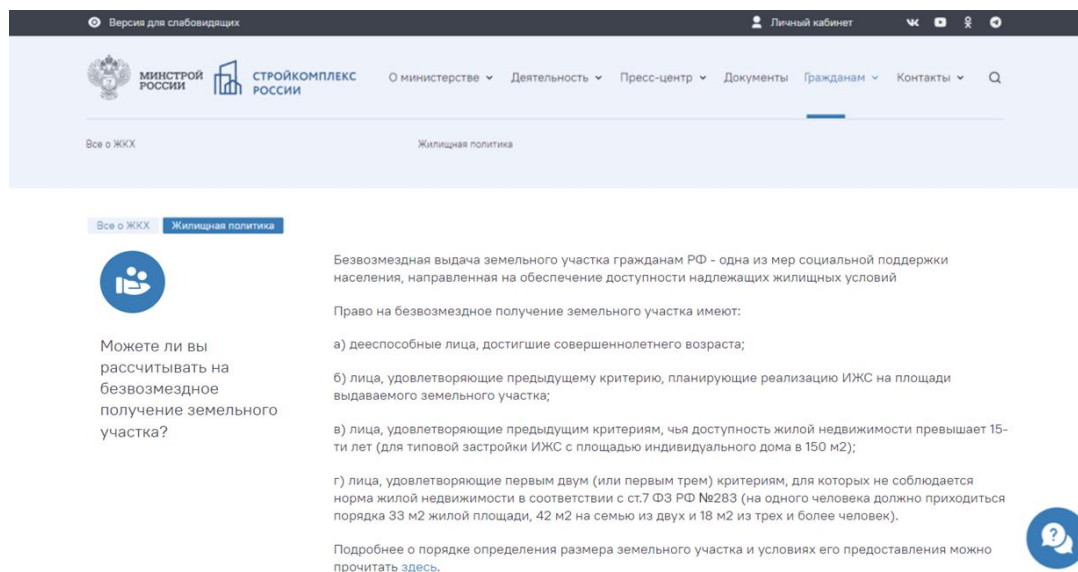 Версия для слабовидящих
Личный кабинет
МИНСТРОЙ
РОССИИ
СТРОЙКОМПЛЕКС
РОССИИ
О министерстве
Деятельность
Пресс-центр
Документы
Гражданам
Контакты
Все о ЖКХ
Жилищная политика
Все о ЖКХ
Жилищная политика
Можете ли вы
рассчитывать на
безвозмездное
получение земельного
участка?
Безвозмездная выдача земельного участка гражданам РФ - одна из мер социальной поддержки
населения, направленная на обеспечение доступности надлежащих жилищных условий
Право на безвозмездное получение земельного участка имеют:
а) дееспособные лица, достигшие совершеннолетнего возраста;
б) лица, удовлетворяющие предыдущему критерию, планирующие реализацию ИЖС на площади
выдаваемого земельного участка;
в) лица, удовлетворяющие предыдущим критериям, чья доступность жилой недвижимости превышает 15-
ти лет (для типовой застройки ИЖС с площадью индивидуального дома в 150 м2);
г) лица, удовлетворяющие первым двум (или первым трем) критериям, для которых не соблюдается
норма жилой недвижимости в соответствии с ст.7 ФЗ РФ №283 (на одного человека должно приходиться
порядка 33 м2 жилой площади, 42 м2 на семью из двух и 18 м2 из трех и более человек).
Подробнее о порядке определения размера земельного участка и условиях его предоставления можно
прочитать здесь.